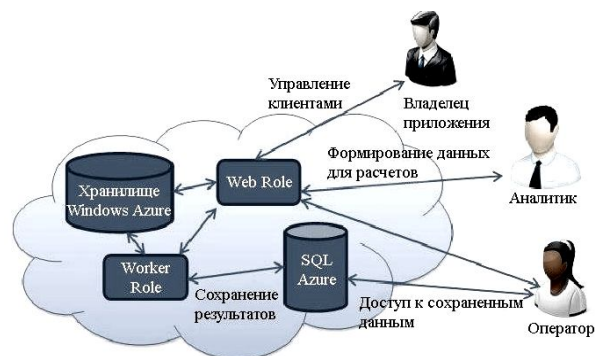 Управление
клиентами
Владелец
приложения
Формирование данных
для расчетов
Аналитик
Хранилище
Windows Azure
Web Role
Worker
Role
SQL
Azure
Сохранение
результатов
Доступ к сохраненным
данным
Оператор